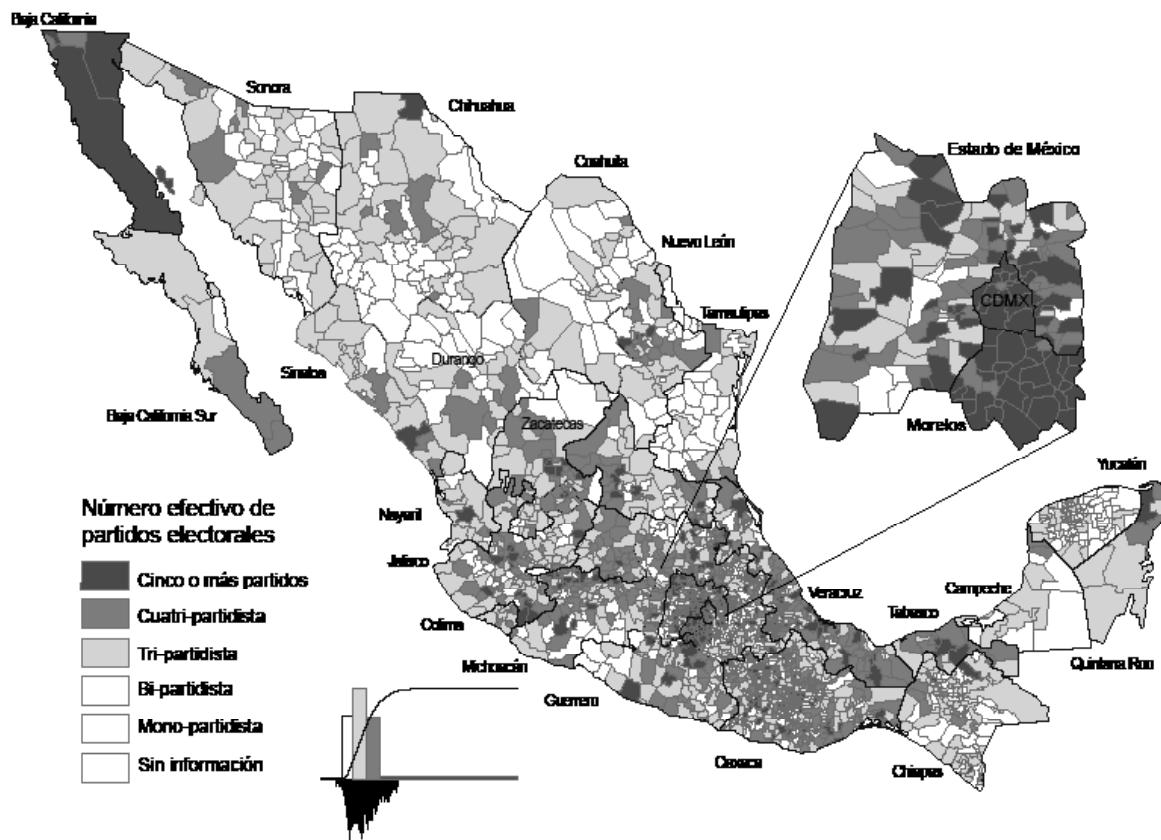 Baja California
Sonora
Chihuahua
Coahuila
Estado de México
Nuevo León
Tamaulipas
CDMX
Durango
Sinaloa
Baja California Sur
Zacatecas
Morelos
Yucatán
Número efectivo de
partidos electorales
Nayarit
Jalisco
Cinco o más partidos
Cuatri-partidista
Campeche
Veracruz
Tabasco
Colima
Tri-partidista
Michoacán
Quintana Roo
Bi-partidista
Guerrero
Mono-partidista
Sin información
Oaxaca
Chiapas